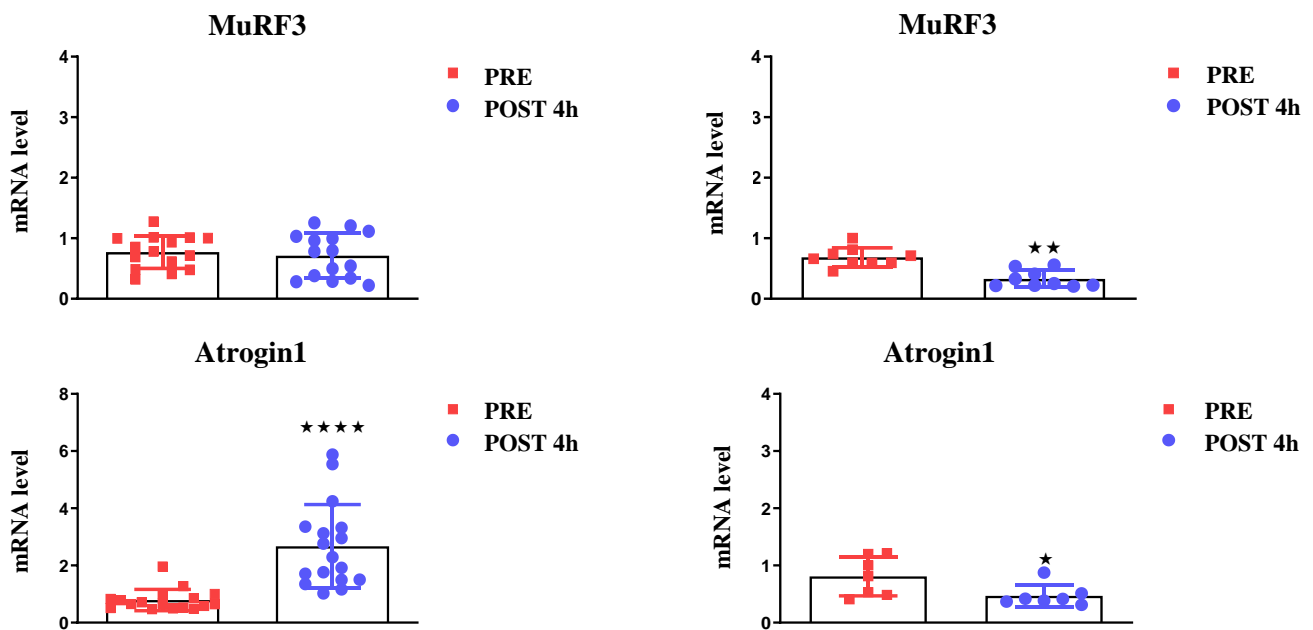 MuRF3
mRNA level
4
3
2
1
0
PRE
POST 4h
MuRF3
mRNA level
4
3
2
1
0
★★
PRE
POST 4h
Atrogin1
mRNA level
8
6
4
2
0
★★★★
PRE
POST 4h
Atrogin1
mRNA level
4
3
2
1
0
★
PRE
POST 4h